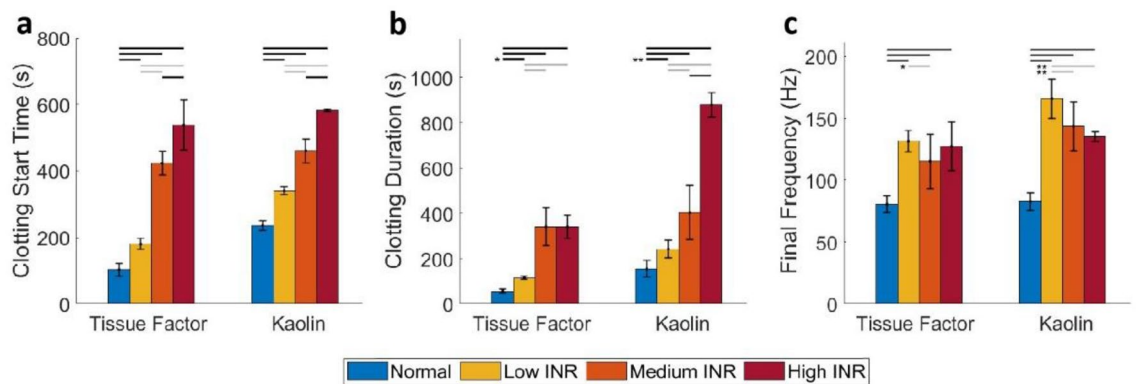 a
b
c
800
600
400
200
0
Clotting Start Time (s)
Tissue Factor
Kaolin
1000
800
600
400
200
0
Clotting Duration (s)
*
**
Tissue Factor
Kaolin
200
150
100
50
0
Final Frequency (Hz)
*
**
**
Tissue Factor
Kaolin
Normal Low INR Medium INR High INR